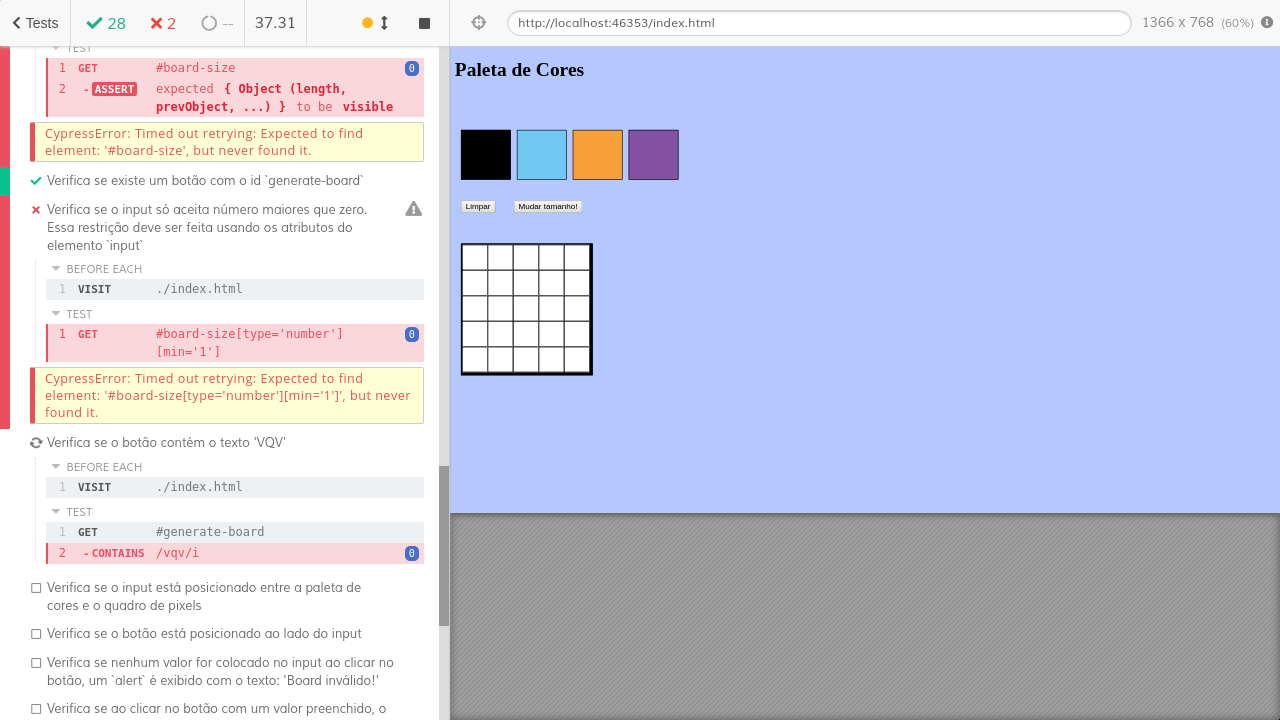 Tests
28
2
--
37.31
http://localhost:46353/index.html
1366 x 768 (60%)
TEST
1 GET #board-size 0
2 -ASSERT expected { Object (length,
prevObject, ...) } to be visible
CypressError: Timed out retrying: Expected to find
element: '#board-size', but never found it.
Verifica se existe um botão com o id `generate-board`
Verifica se o input só aceita número maiores que zero.
Essa restrição deve ser feita usando os atributos do
elemento `input`
BEFORE EACH
1 VISIT ./index.html
TEST
1 GET #board-size[type='number'] 0
[min='1']
CypressError: Timed out retrying: Expected to find
element: '#board-size[type='number'][min='1']', but never
found it.
Verifica se o botão contém o texto 'VQV'
BEFORE EACH
1 VISIT ./index.html
TEST
1 GET #generate-board
2 -CONTAINS /vqv/i 0
Verifica se o input está posicionado entre a paleta de
cores e o quadro de pixels
Verifica se o botão está posicionado ao lado do input
Verifica se nenhum valor for colocado no input ao clicar no
botão, um `alert` é exibido com o texto: 'Board inválido!'
Verifica se ao clicar no botão com um valor preenchido, o
Paleta de Cores
Limpar
Mudar tamanho!